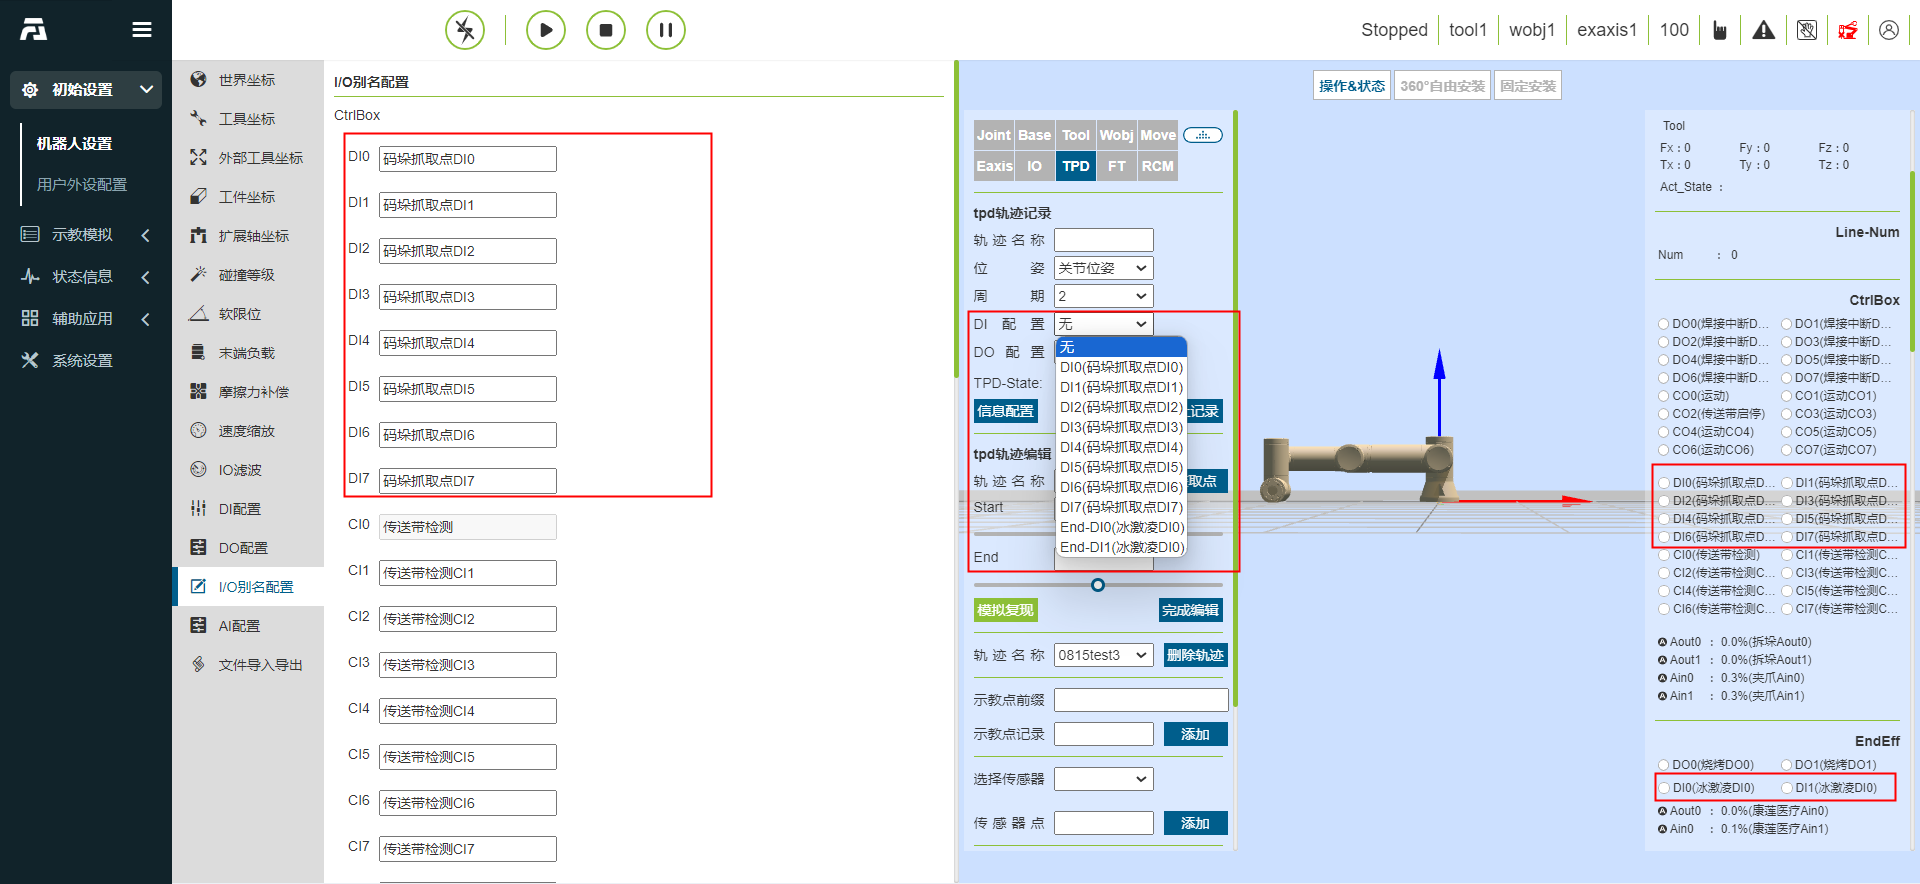 Stopped tool1 wobj1 exaxis1 100
初始设置
机器人设置
用户外设配置
示教模拟
状态信息
辅助应用
系统设置
世界坐标
工具坐标
外部工具坐标
工件坐标
扩展轴坐标
碰撞等级
软限位
末端负载
摩擦力补偿
速度缩放
IO滤波
DI配置
DO配置
I/O别名配置
AI配置
文件导入导出
I/O别名配置
CtrlBox
DI0 码垛抓取点DI0
DI1 码垛抓取点DI1
DI2 码垛抓取点DI2
DI3 码垛抓取点DI3
DI4 码垛抓取点DI4
DI5 码垛抓取点DI5
DI6 码垛抓取点DI6
DI7 码垛抓取点DI7
CI0 传送带检测
CI1 传送带检测CI1
CI2 传送带检测CI2
CI3 传送带检测CI3
CI4 传送带检测CI4
CI5 传送带检测CI5
CI6 传送带检测CI6
CI7 传送带检测CI7
操作&状态 360°自由安装 固定安装
Joint Base Tool Wobj Move
Eaxis IO TPD FT RCM
tpd轨迹记录
轨迹名称
位姿 关节位姿
周期 2
DI配置 无
DO配置
TPD-State:
信息配置 记录
tpd轨迹编辑
轨迹名称 取点
Start
End
无
DI0(码垛抓取点DI0)
DI1(码垛抓取点DI1)
DI2(码垛抓取点DI2)
DI3(码垛抓取点DI3)
DI4(码垛抓取点DI4)
DI5(码垛抓取点DI5)
DI6(码垛抓取点DI6)
DI7(码垛抓取点DI7)
End-DI0(冰激凌DI0)
End-DI1(冰激凌DI0)
模拟复现 完成编辑
轨迹名称 0815test3 删除轨迹
示教点前缀
示教点记录 添加
选择传感器
传感器点 添加
Tool
Fx : 0 Fy : 0 Fz : 0
Tx : 0 Ty : 0 Tz : 0
Act_State :
Line-Num
Num : 0
CtrlBox
DO0(焊接中断D... DO1(焊接中断D...
DO2(焊接中断D... DO3(焊接中断D...
DO4(焊接中断D... DO5(焊接中断D...
DO6(焊接中断D... DO7(焊接中断D...
CO0(运动) CO1(运动CO1)
CO2(传送带启停) CO3(运动CO3)
CO4(运动CO4) CO5(运动CO5)
CO6(运动CO6) CO7(运动CO7)
DI0(码垛抓取点D... DI1(码垛抓取点D...
DI2(码垛抓取点D... DI3(码垛抓取点D...
DI4(码垛抓取点D... DI5(码垛抓取点D...
DI6(码垛抓取点D... DI7(码垛抓取点D...
CI0(传送带检测) CI1(传送带检测C...
CI2(传送带检测C... CI3(传送带检测C...
CI4(传送带检测C... CI5(传送带检测C...
CI6(传送带检测C... CI7(传送带检测C...
Aout0 : 0.0%(拆垛Aout0)
Aout1 : 0.0%(拆垛Aout1)
Ain0 : 0.3%(夹爪Ain0)
Ain1 : 0.3%(夹爪Ain1)
EndEff
DO0(烧烤DO0) DO1(烧烤DO1)
DI0(冰激凌DI0) DI1(冰激凌DI0)
Aout0 : 0.0%(康莲医疗Ain0)
Ain0 : 0.1%(康莲医疗Ain1)